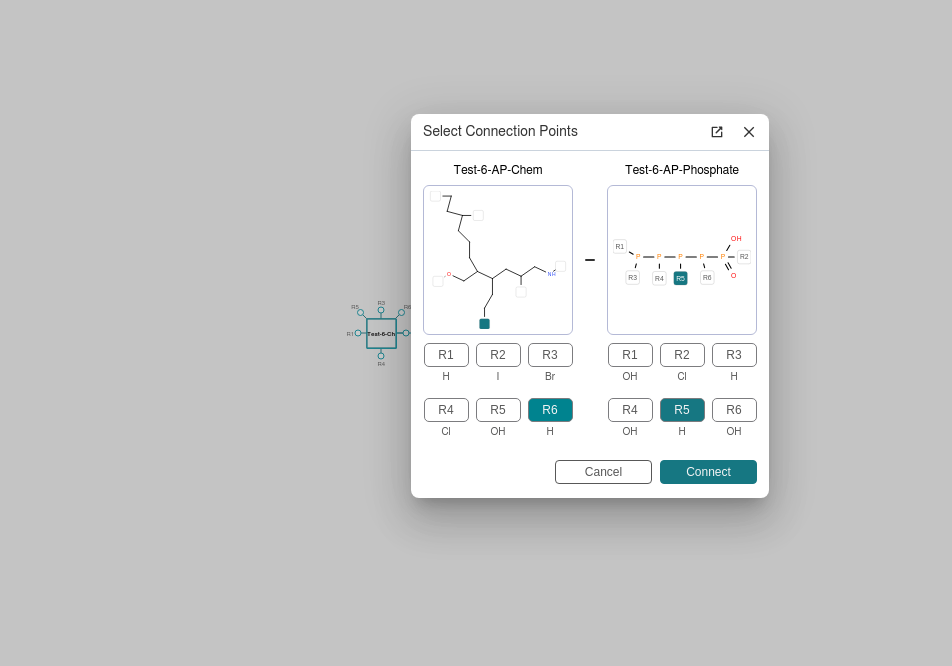 Select Connection Points
Test-6-AP-Chem
Test-6-AP-Phosphate
O
NH
R1
P P P P P
OH
R2
O
R3 R4 R5 R6
R5 R3 R6
R1 Test-6-Ch
R4
R1 R2 R3
H I Br
R4 R5 R6
Cl OH H
R1 R2 R3
OH Cl H
R4 R5 R6
OH H OH
Cancel
Connect